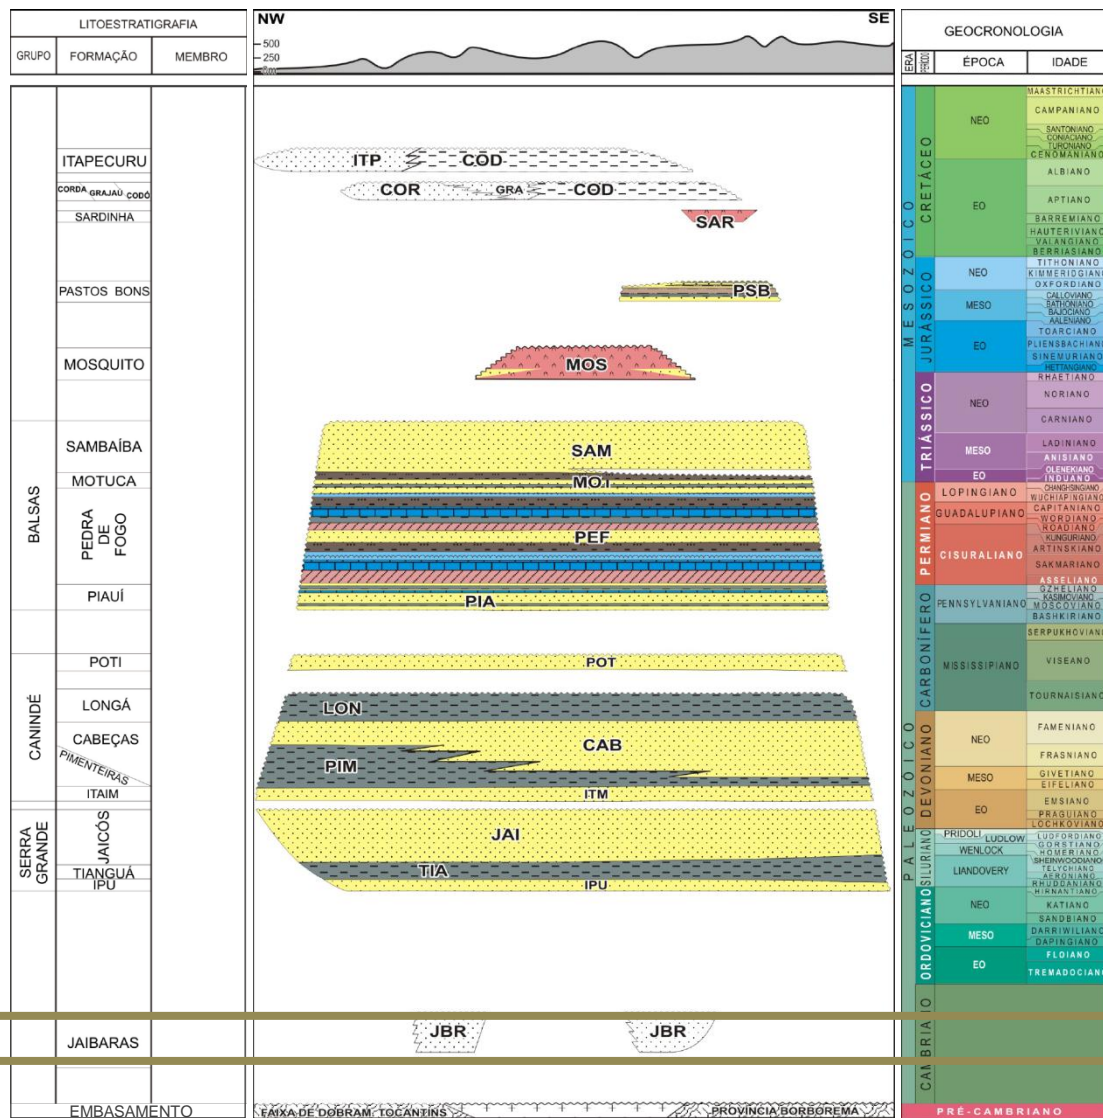 LITOESTRATIGRAFIA
GRUPO
FORMAÇÃO
MEMBRO
ITAPECURU
CORDA
GRAJAÚ
CODÓ
SARDINHA
PASTOS BONS
MOSQUITO
BALSAS
SAMBAÍBA
MOTUCA
PEDRA
DE
FOGO
PIAUÍ
CANINDÉ
POTI
LONGÁ
CABEÇAS
PIMENTEIRAS
ITAIM
SERRA
GRANDE
JAICÓS
TIANGUÁ
IPU
JAIBARAS
EMBASAMENTO
NW
SE
500
250
0m
ITP
COD
COR
GRA
COD
SAR
PSB
MOS
SAM
MOT
PEF
PIA
POT
LON
CAB
PIM
ITM
JAI
TIA
IPU
JBR
JBR
FAIXA DE DOBRAM. TOCANTINS
PROVÍNCIA BORBOREMA
GEOCRONOLOGIA
ERA
PERÍODO
ÉPOCA
IDADE
MESOZOICO
CRETÁCEO
NEO
MAASTRICHTIANO
CAMPANIANO
SANTONIANO
CONIACIANO
TURONIANO
CENOMANIANO
EO
ALBIANO
APTIANO
BARREMIANO
HAUTERIVIANO
VALANGIANO
BERRIASIANO
JURÁSSICO
NEO
TITHONIANO
KIMMERIDGIANO
OXFORDIANO
MESO
CALLOVIANO
BATHONIANO
BAJOCIANO
AALENIANO
EO
TOARCIANO
PLIENSBACHIANO
SINEMURIANO
HETTANGIANO
TRIÁSSICO
NEO
RHAETIANO
NORIANO
CARNIANO
MESO
LADINIANO
ANISIANO
EO
OLENEKIANO
INDUANO
PALEOZÓICO
PERMIANO
LOPINGIANO
CHANGHSINGIANO
WUCHIAPINGIANO
GUADALUPIANO
CAPITANIANO
WORDIANO
ROADIANO
CISURALIANO
KUNGURIANO
ARTINSKIANO
SAKMARIANO
ASSELIANO
CARBONÍFERO
PENNSYLVANIANO
GZHELIANO
KASIMOVIANO
MOSCOVIANO
BASHKIRIANO
MISSISSIPIANO
SERPUKHOVIANO
VISEANO
TOURNAISIANO
DEVONIANO
NEO
FAMENIANO
FRASNIANO
MESO
GIVETIANO
EIFELIANO
EO
EMSIANO
PRAGUIANO
LOCHKOVIANO
SILURIANO
PRIDOLI
LUDLOW
LUDFORDIANO
GORSTIANO
WENLOCK
HOMERIANO
SHEINWOODIANO
LIANDOVERY
TELYCHIANO
AERONIANO
RHUDDANIANO
ORDOVICIANO
NEO
HIRNANTIANO
KATIANO
SANDBIANO
MESO
DARRIWILIANO
DAPINGIANO
EO
FLOIANO
TREMADOCIANO
CAMBRIANO
PRÉ-CAMBRIANO